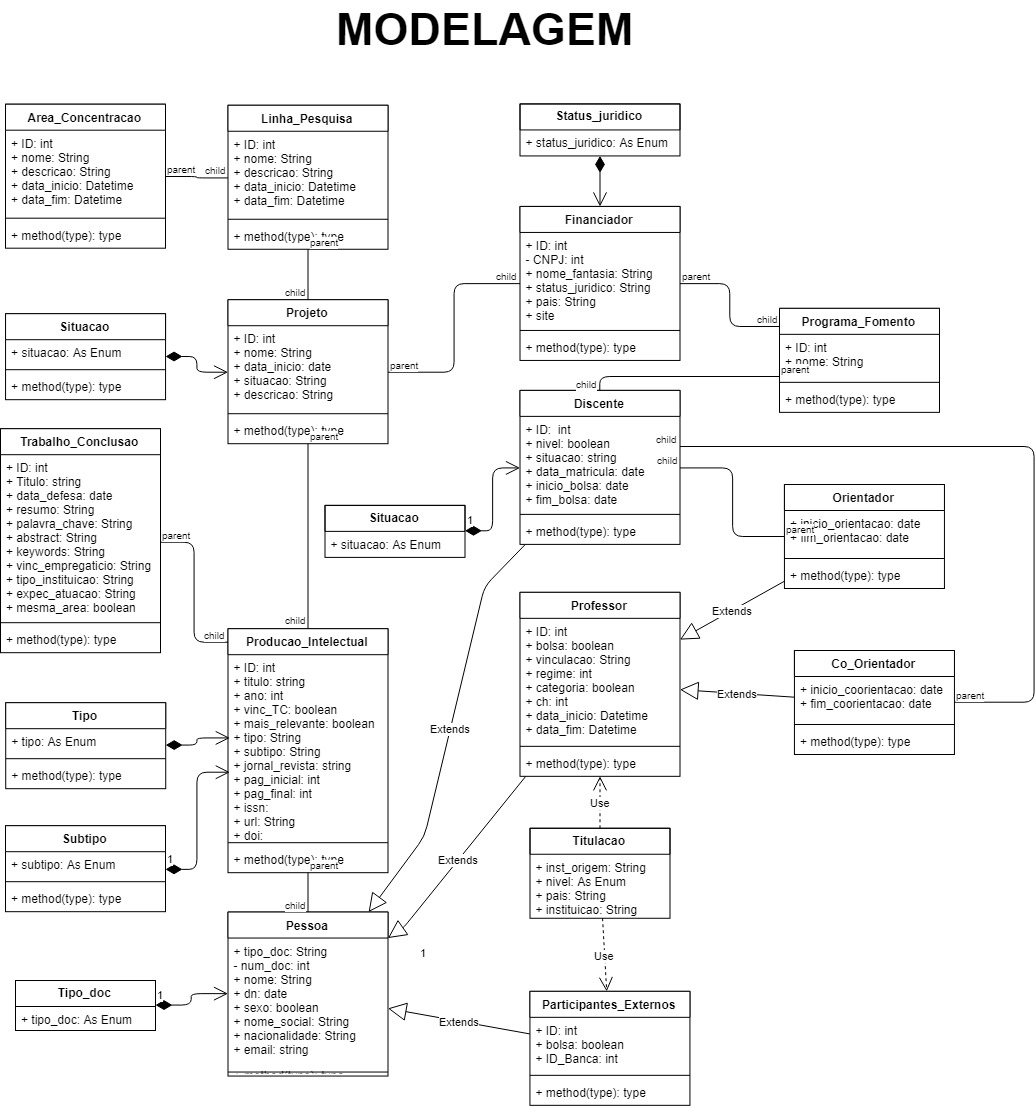 MODELAGEM
Area_Concentracao
+ ID: int
+ nome: String
+ descricao: String
+ data_inicio: Datetime
+ data_fim: Datetime
+ method(type): type
parent
child
Linha_Pesquisa
+ ID: int
+ nome: String
+ descricao: String
+ data_inicio: Datetime
+ data_fim: Datetime
+ method(type): type
parent
child
Status_juridico
+ status_juridico: As Enum
Financiador
+ ID: int
- CNPJ: int
+ nome_fantasia: String
+ status_juridico: String
+ pais: String
+ site
+ method(type): type
child
parent
child
Programa_Fomento
+ ID: int
+ nome: String
parent
+ method(type): type
Situacao
+ situacao: As Enum
+ method(type): type
Projeto
+ ID: int
+ nome: String
+ data_inicio: date
+ situacao: String
+ descricao: String
+ method(type): type
parent
parent
child
Discente
+ ID:  int
+ nivel: boolean
+ situacao: string
+ data_matricula: date
+ inicio_bolsa: date
+ fim_bolsa: date
+ method(type): type
child
child
Trabalho_Conclusao
+ ID: int
+ Titulo: string
+ data_defesa: date
+ resumo: String
+ palavra_chave: String
+ abstract: String
+ keywords: String
+ vinc_empregaticio: String
+ tipo_instituicao: String
+ expec_atuacao: String
+ mesma_area: boolean
+ method(type): type
parent
child
Situacao
+ situacao: As Enum
1
Orientador
+ inicio_orientacao: date
parent
+ fim_orientacao: date
+ method(type): type
Extends
Professor
+ ID: int
+ bolsa: boolean
+ vinculacao: String
+ regime: int
+ categoria: boolean
+ ch: int
+ data_inicio: Datetime
+ data_fim: Datetime
+ method(type): type
Co_Orientador
+ inicio_coorientacao: date
+ fim_coorientacao: date
+ method(type): type
parent
Extends
child
Producao_Intelectual
+ ID: int
+ titulo: string
+ ano: int
+ vinc_TC: boolean
+ mais_relevante: boolean
+ tipo: String
+ subtipo: String
+ jornal_revista: string
+ pag_inicial: int
+ pag_final: int
+ issn:
+ url: String
+ doi:
+ method(type): type
parent
child
Tipo
+ tipo: As Enum
+ method(type): type
Subtipo
+ subtipo: As Enum
+ method(type): type
1
Extends
Extends
Use
Titulacao
+ inst_origem: String
+ nivel: As Enum
+ pais: String
+ instituicao: String
Use
Pessoa
+ tipo_doc: String
- num_doc: int
+ nome: String
+ dn: date
+ sexo: boolean
+ nome_social: String
+ nacionalidade: String
+ email: string
+ method(type): type
1
Tipo_doc
+ tipo_doc: As Enum
1
Extends
Participantes_Externos
+ ID: int
+ bolsa: boolean
+ ID_Banca: int
+ method(type): type